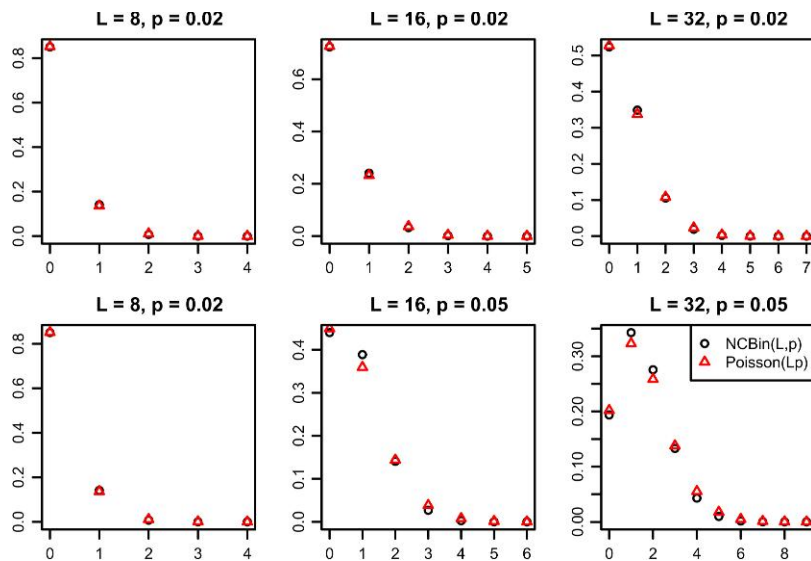 L = 8, p = 0.02
0.0 0.2 0.4 0.6 0.8
0 1 2 3 4
L = 16, p = 0.02
0.0 0.2 0.4 0.6
0 1 2 3 4 5
L = 32, p = 0.02
0.0 0.1 0.2 0.3 0.4 0.5
0 1 2 3 4 5 6 7
L = 8, p = 0.02
0.0 0.2 0.4 0.6 0.8
0 1 2 3 4
L = 16, p = 0.05
0.0 0.1 0.2 0.3 0.4
0 1 2 3 4 5 6
L = 32, p = 0.05
0.00 0.10 0.20 0.30
0 2 4 6 8
NCBin(L,p)
Poisson(Lp)